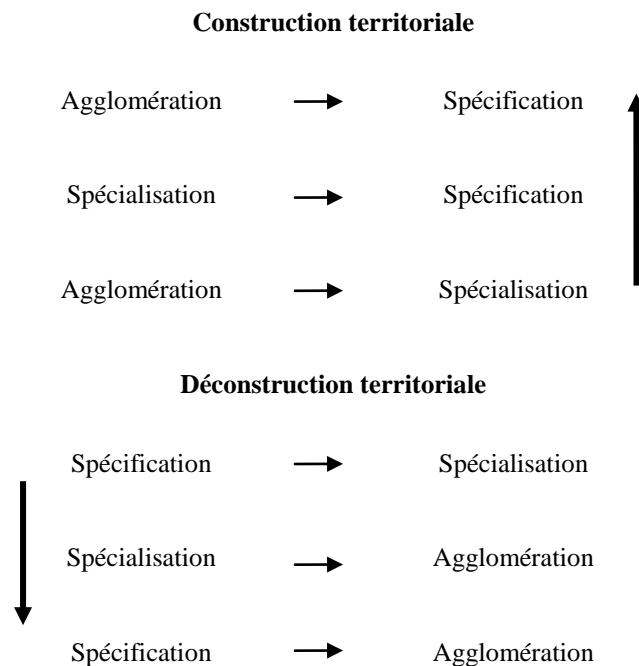 Construction territoriale
Agglomération Spécification
Spécialisation Spécification
Agglomération Spécialisation
Déconstruction territoriale
Spécification Spécialisation
Spécialisation Agglomération
Spécification Agglomération